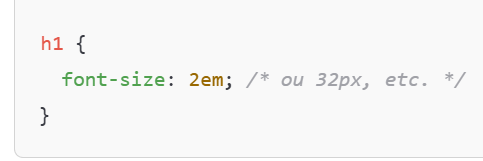 h1 {
  font-size: 2em; /* ou 32px, etc. */
}